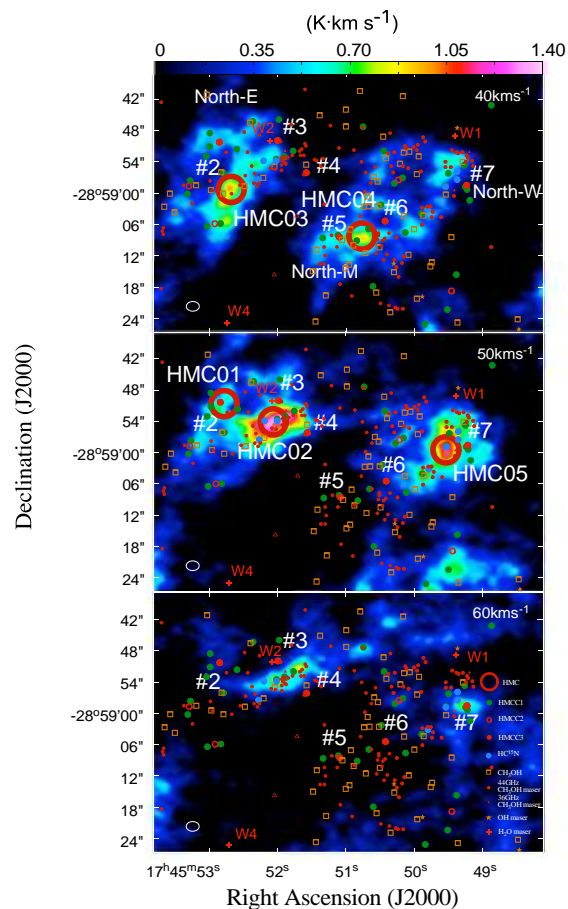 (K·km s⁻¹)
0 0.35 0.70 1.05 1.40
40kms⁻¹
42"
North-E
48"
W2
#3
W1
54"
#2
#4
#7
-28°59'00"
HMC04
North-W
HMC03
06"
#5
#6
12"
North-M
18"
24"
W4
50kms⁻¹
42"
HMC01
48"
W2
#3
W1
54"
#2
#4
#7
HMC02
-28°59'00"
#6
HMC05
06"
#5
12"
18"
24"
W4
60kms⁻¹
42"
48"
#3
W2
W1
54"
#2
#4
HMC
HMCC1
-28°59'00"
#7
HMCC2
06"
#5
#6
HMCC3
HC¹⁵N
12"
CH₃OH
44GHz
CH₃OH maser
18"
36GHz
CH₃OH maser
OH maser
24"
W4
H₂O maser
17ʰ45ᵐ53ˢ 52ˢ 51ˢ 50ˢ 49ˢ
Right Ascension (J2000)
Declination (J2000)